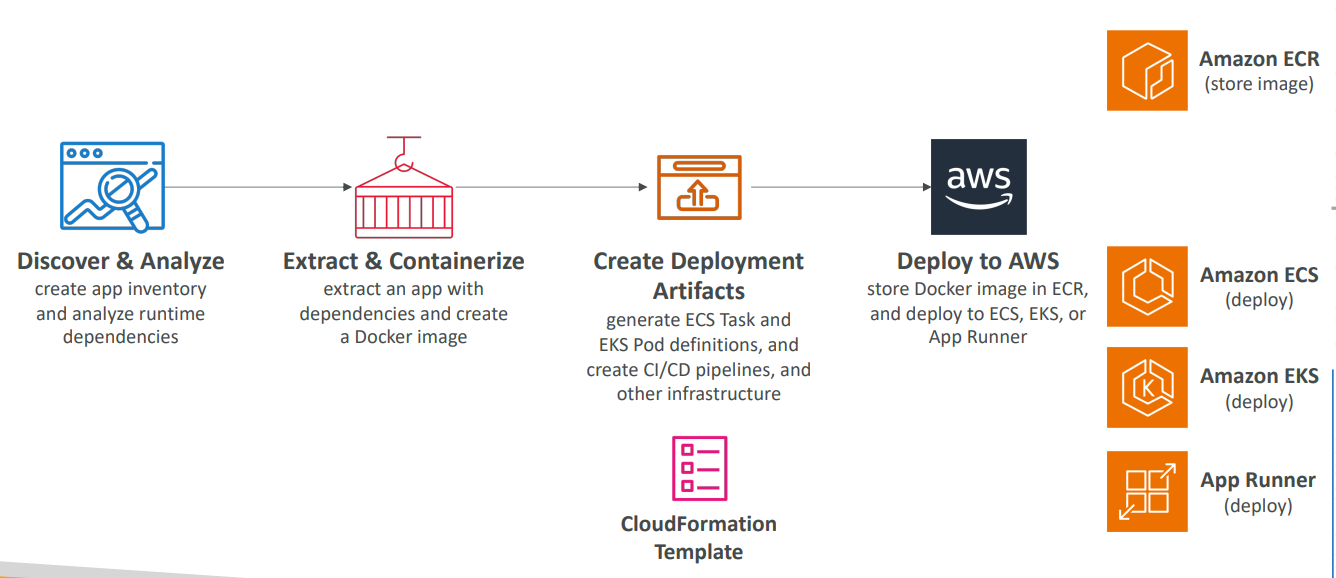 Amazon ECR
(store image)
aws
Discover & Analyze
create app inventory
and analyze runtime
dependencies
Extract & Containerize
extract an app with
dependencies and create
a Docker image
Create Deployment
Artifacts
generate ECS Task and
EKS Pod definitions, and
create CI/CD pipelines, and
other infrastructure
CloudFormation
Template
Deploy to AWS
store Docker image in ECR,
and deploy to ECS, EKS, or
App Runner
Amazon ECS
(deploy)
K
Amazon EKS
(deploy)
App Runner
(deploy)